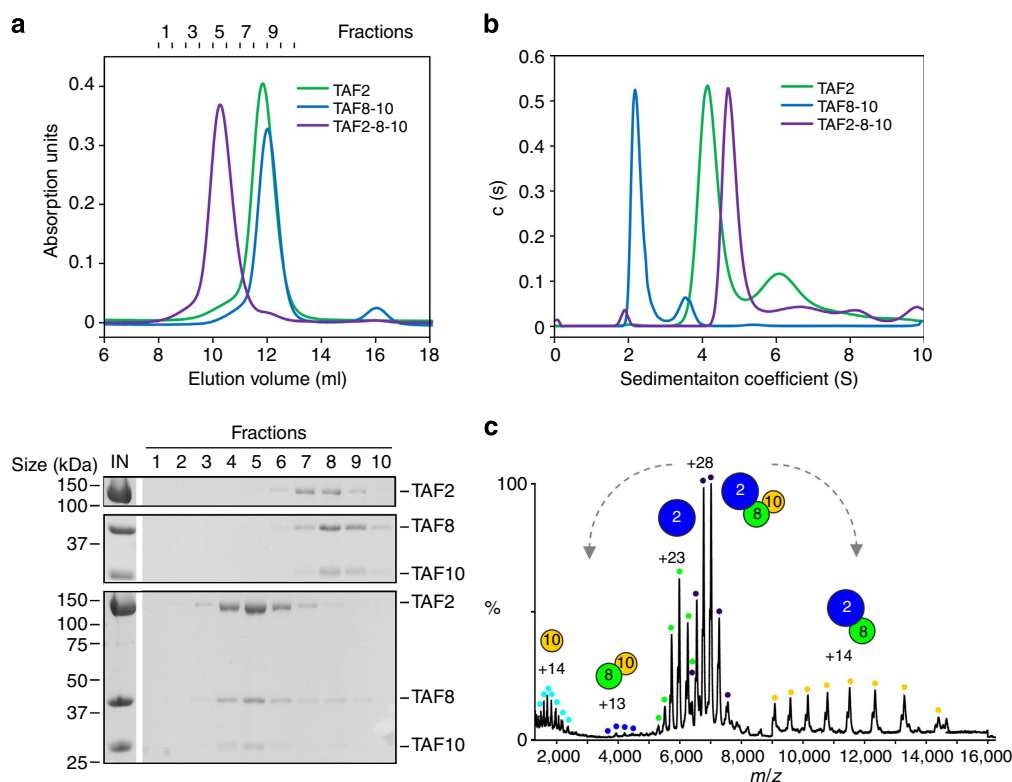 a
1 3 5 7 9 Fractions
TAF2
TAF8-10
TAF2-8-10
Absorption units
0.4
0.3
0.2
0.1
0
6 8 10 12 14 16 18
Elution volume (ml)
b
0.6
0.5
0.4
0.3
0.2
0.1
0
c (s)
TAF2
TAF8-10
TAF2-8-10
0 2 4 6 8 10
Sedimentaiton coefficient (S)
Fractions
Size (kDa) IN 1 2 3 4 5 6 7 8 9 10
150
100
TAF2
37
TAF8
TAF10
150
100
75
50
37
25
TAF2
TAF8
TAF10
c
100
%
0
+28
2
2
8 10
+23
10
+14
8 10
+13
2
8
+14
2,000 4,000 6,000 8,000 10,000 12,000 14,000 16,000
m/z